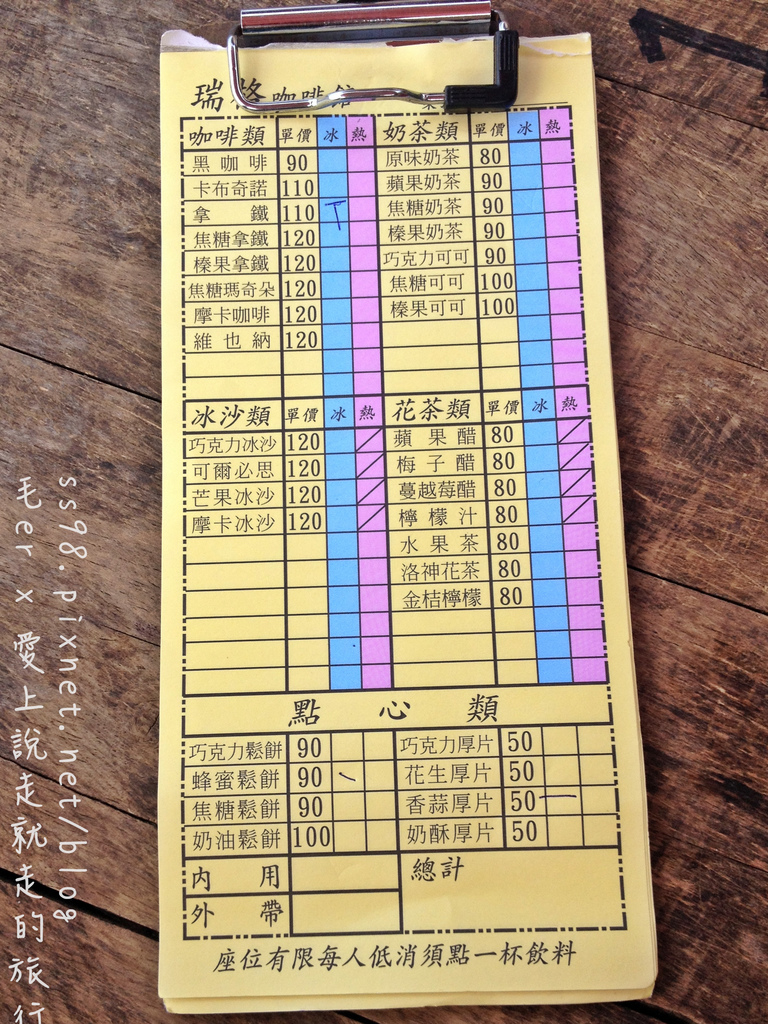 瑞格咖啡館
咖啡類 單價 冰 熱
黑咖啡 90
卡布奇諾 110
拿鐵 110 T
焦糖拿鐵 120
榛果拿鐵 120
焦糖瑪奇朵 120
摩卡咖啡 120
維也納 120
奶茶類 單價 冰 熱
原味奶茶 80
蘋果奶茶 90
焦糖奶茶 90
榛果奶茶 90
巧克力可可 90
焦糖可可 100
榛果可可 100
冰沙類 單價 冰 熱
巧克力冰沙 120
可爾必思 120
芒果冰沙 120
摩卡冰沙 120
花茶類 單價 冰 熱
蘋果醋 80
梅子醋 80
蔓越莓醋 80
檸檬汁 80
水果茶 80
洛神花茶 80
金桔檸檬 80
點心類
巧克力鬆餅 90
蜂蜜鬆餅 90
焦糖鬆餅 90
奶油鬆餅 100
巧克力厚片 50
花生厚片 50
香蒜厚片 50
奶酥厚片 50
內用
外帶
總計
座位有限每人低消須點一杯飲料
ss98.pixnet.net/blog
毛er x 愛上說走就走的旅行